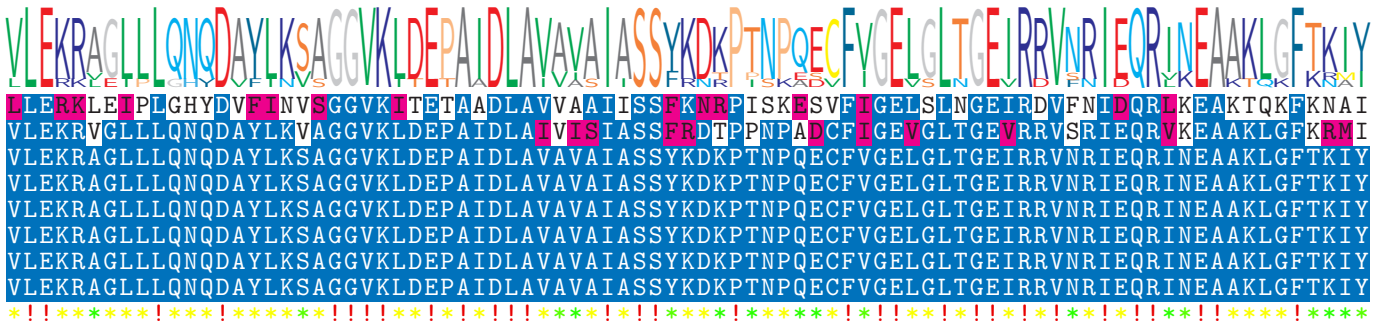 VLEKRAGLLLQNQDAYLKSAGGVKLDEPAIDLAVAVAIASSYKDKPTNPQECFVGELGLTGEIRRVNRIEQRINEAAKLGFTKIY
LLERKLEIPLGHYDVFINVSGGVKITETAADLAVVAAIISSFKNRPISKESVFIGELSLNGEIRDVFNIDQRLKEAKTQKFKNAI
VLEKRVGLLLQNQDAYLKVAGGVKLDEPAIDLAIVISIASSFRDTPPNPADCFIGEVGLTGEVRRVSRIEQRVKEAAKLGFKRMI
VLEKRAGLLLQNQDAYLKSAGGVKLDEPAIDLAVAVAIASSYKDKPTNPQECFVGELGLTGEIRRVNRIEQRINEAAKLGFTKIY
VLEKRAGLLLQNQDAYLKSAGGVKLDEPAIDLAVAVAIASSYKDKPTNPQECFVGELGLTGEIRRVNRIEQRINEAAKLGFTKIY
VLEKRAGLLLQNQDAYLKSAGGVKLDEPAIDLAVAVAIASSYKDKPTNPQECFVGELGLTGEIRRVNRIEQRINEAAKLGFTKIY
VLEKRAGLLLQNQDAYLKSAGGVKLDEPAIDLAVAVAIASSYKDKPTNPQECFVGELGLTGEIRRVNRIEQRINEAAKLGFTKIY
VLEKRAGLLLQNQDAYLKSAGGVKLDEPAIDLAVAVAIASSYKDKPTNPQECFVGELGLTGEIRRVNRIEQRINEAAKLGFTKIY
VLEKRAGLLLQNQDAYLKSAGGVKLDEPAIDLAVAVAIASSYKDKPTNPQECFVGELGLTGEIRRVNRIEQRINEAAKLGFTKIY
*!!******!***!******!!!!**!*!*!!!****!*!!****!******!*!!**!*!!*!*!**!*!!**!!****!****